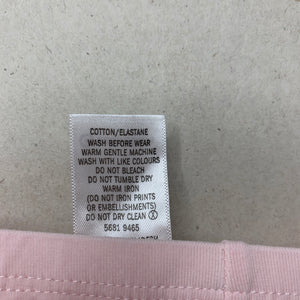 COTTON/ELASTANE
WASH BEFORE WEAR
WARM GENTLE MACHINE
WASH WITH LIKE COLOURS
DO NOT BLEACH
DO NOT TUMBLE DRY
WARM IRON
(DO NOT IRON PRINTS
OR EMBELLISHMENTS)
DO NOT DRY CLEAN
5681 9465